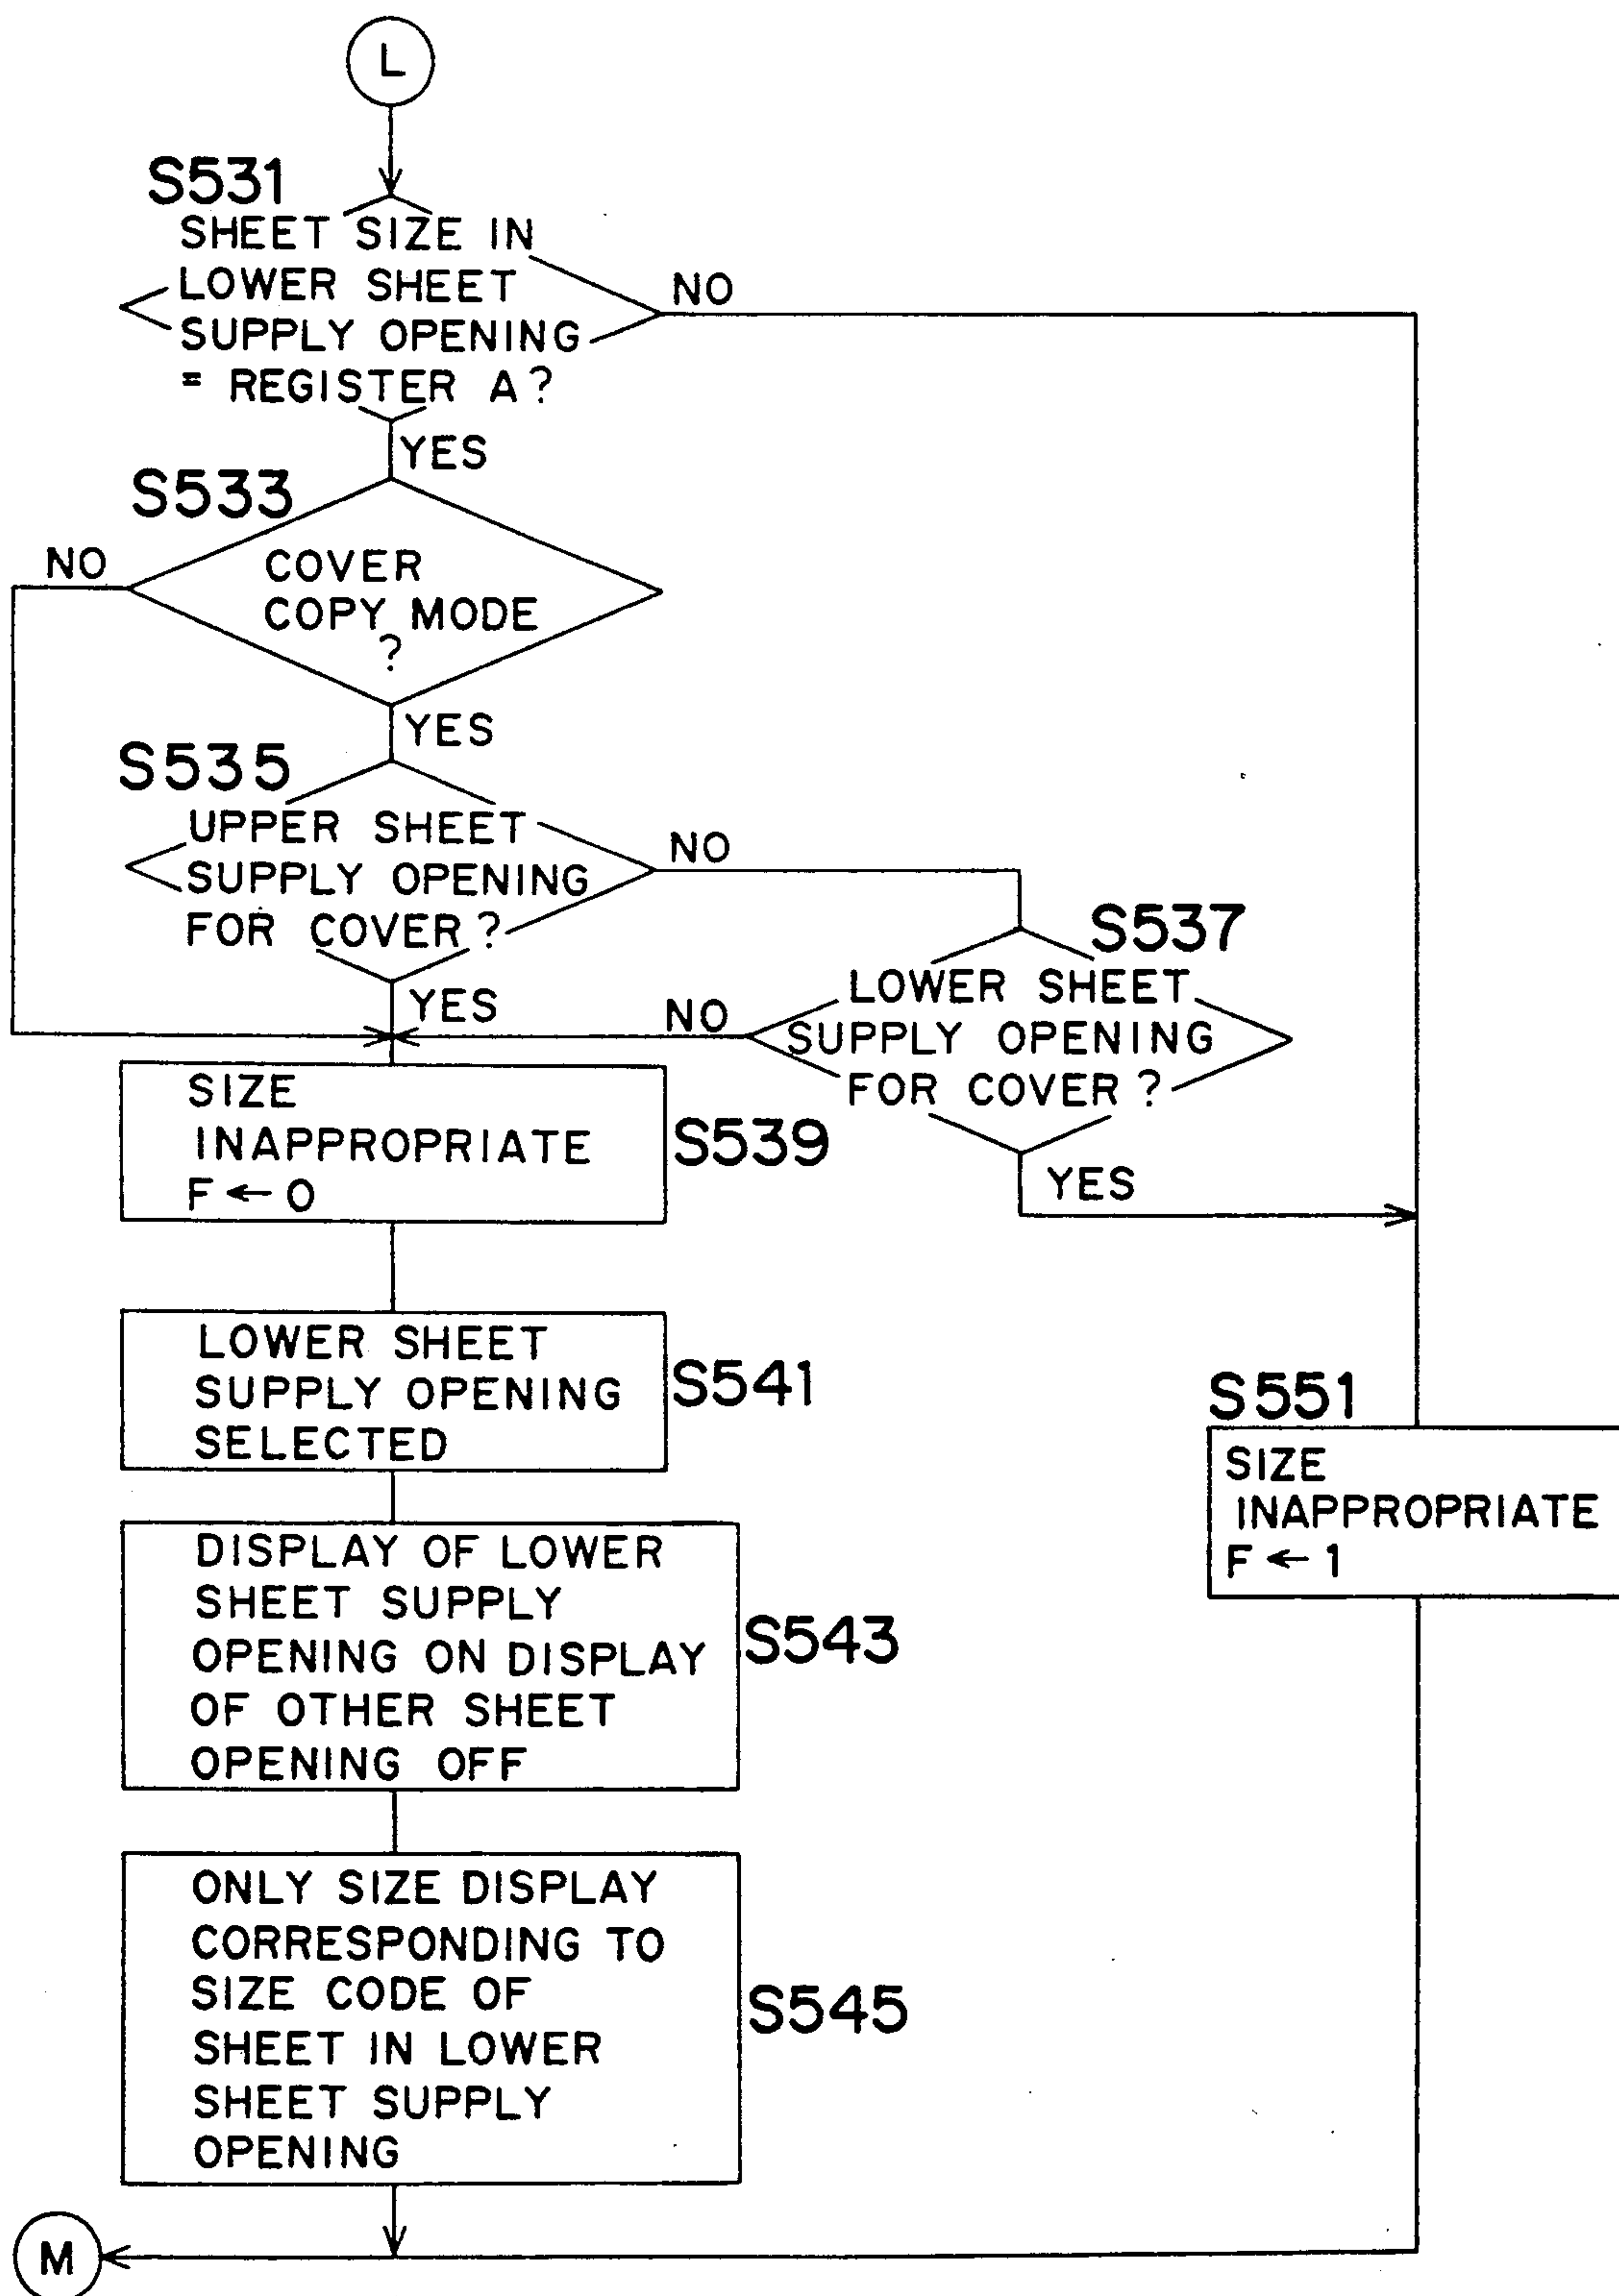 L
S531
SHEET SIZE IN
LOWER SHEET
SUPPLY OPENING
= REGISTER A?
NO
YES
S533
NO
COVER
COPY MODE
?
YES
S535
UPPER SHEET
SUPPLY OPENING
FOR COVER?
NO
YES
S537
LOWER SHEET
SUPPLY OPENING
FOR COVER?
NO
YES
SIZE
INAPPROPRIATE
F ← 0
S539
LOWER SHEET
SUPPLY OPENING
SELECTED
S541
S551
SIZE
INAPPROPRIATE
F ← 1
DISPLAY OF LOWER
SHEET SUPPLY
OPENING ON DISPLAY
OF OTHER SHEET
OPENING OFF
S543
ONLY SIZE DISPLAY
CORRESPONDING TO
SIZE CODE OF
SHEET IN LOWER
SHEET SUPPLY
OPENING
S545
M